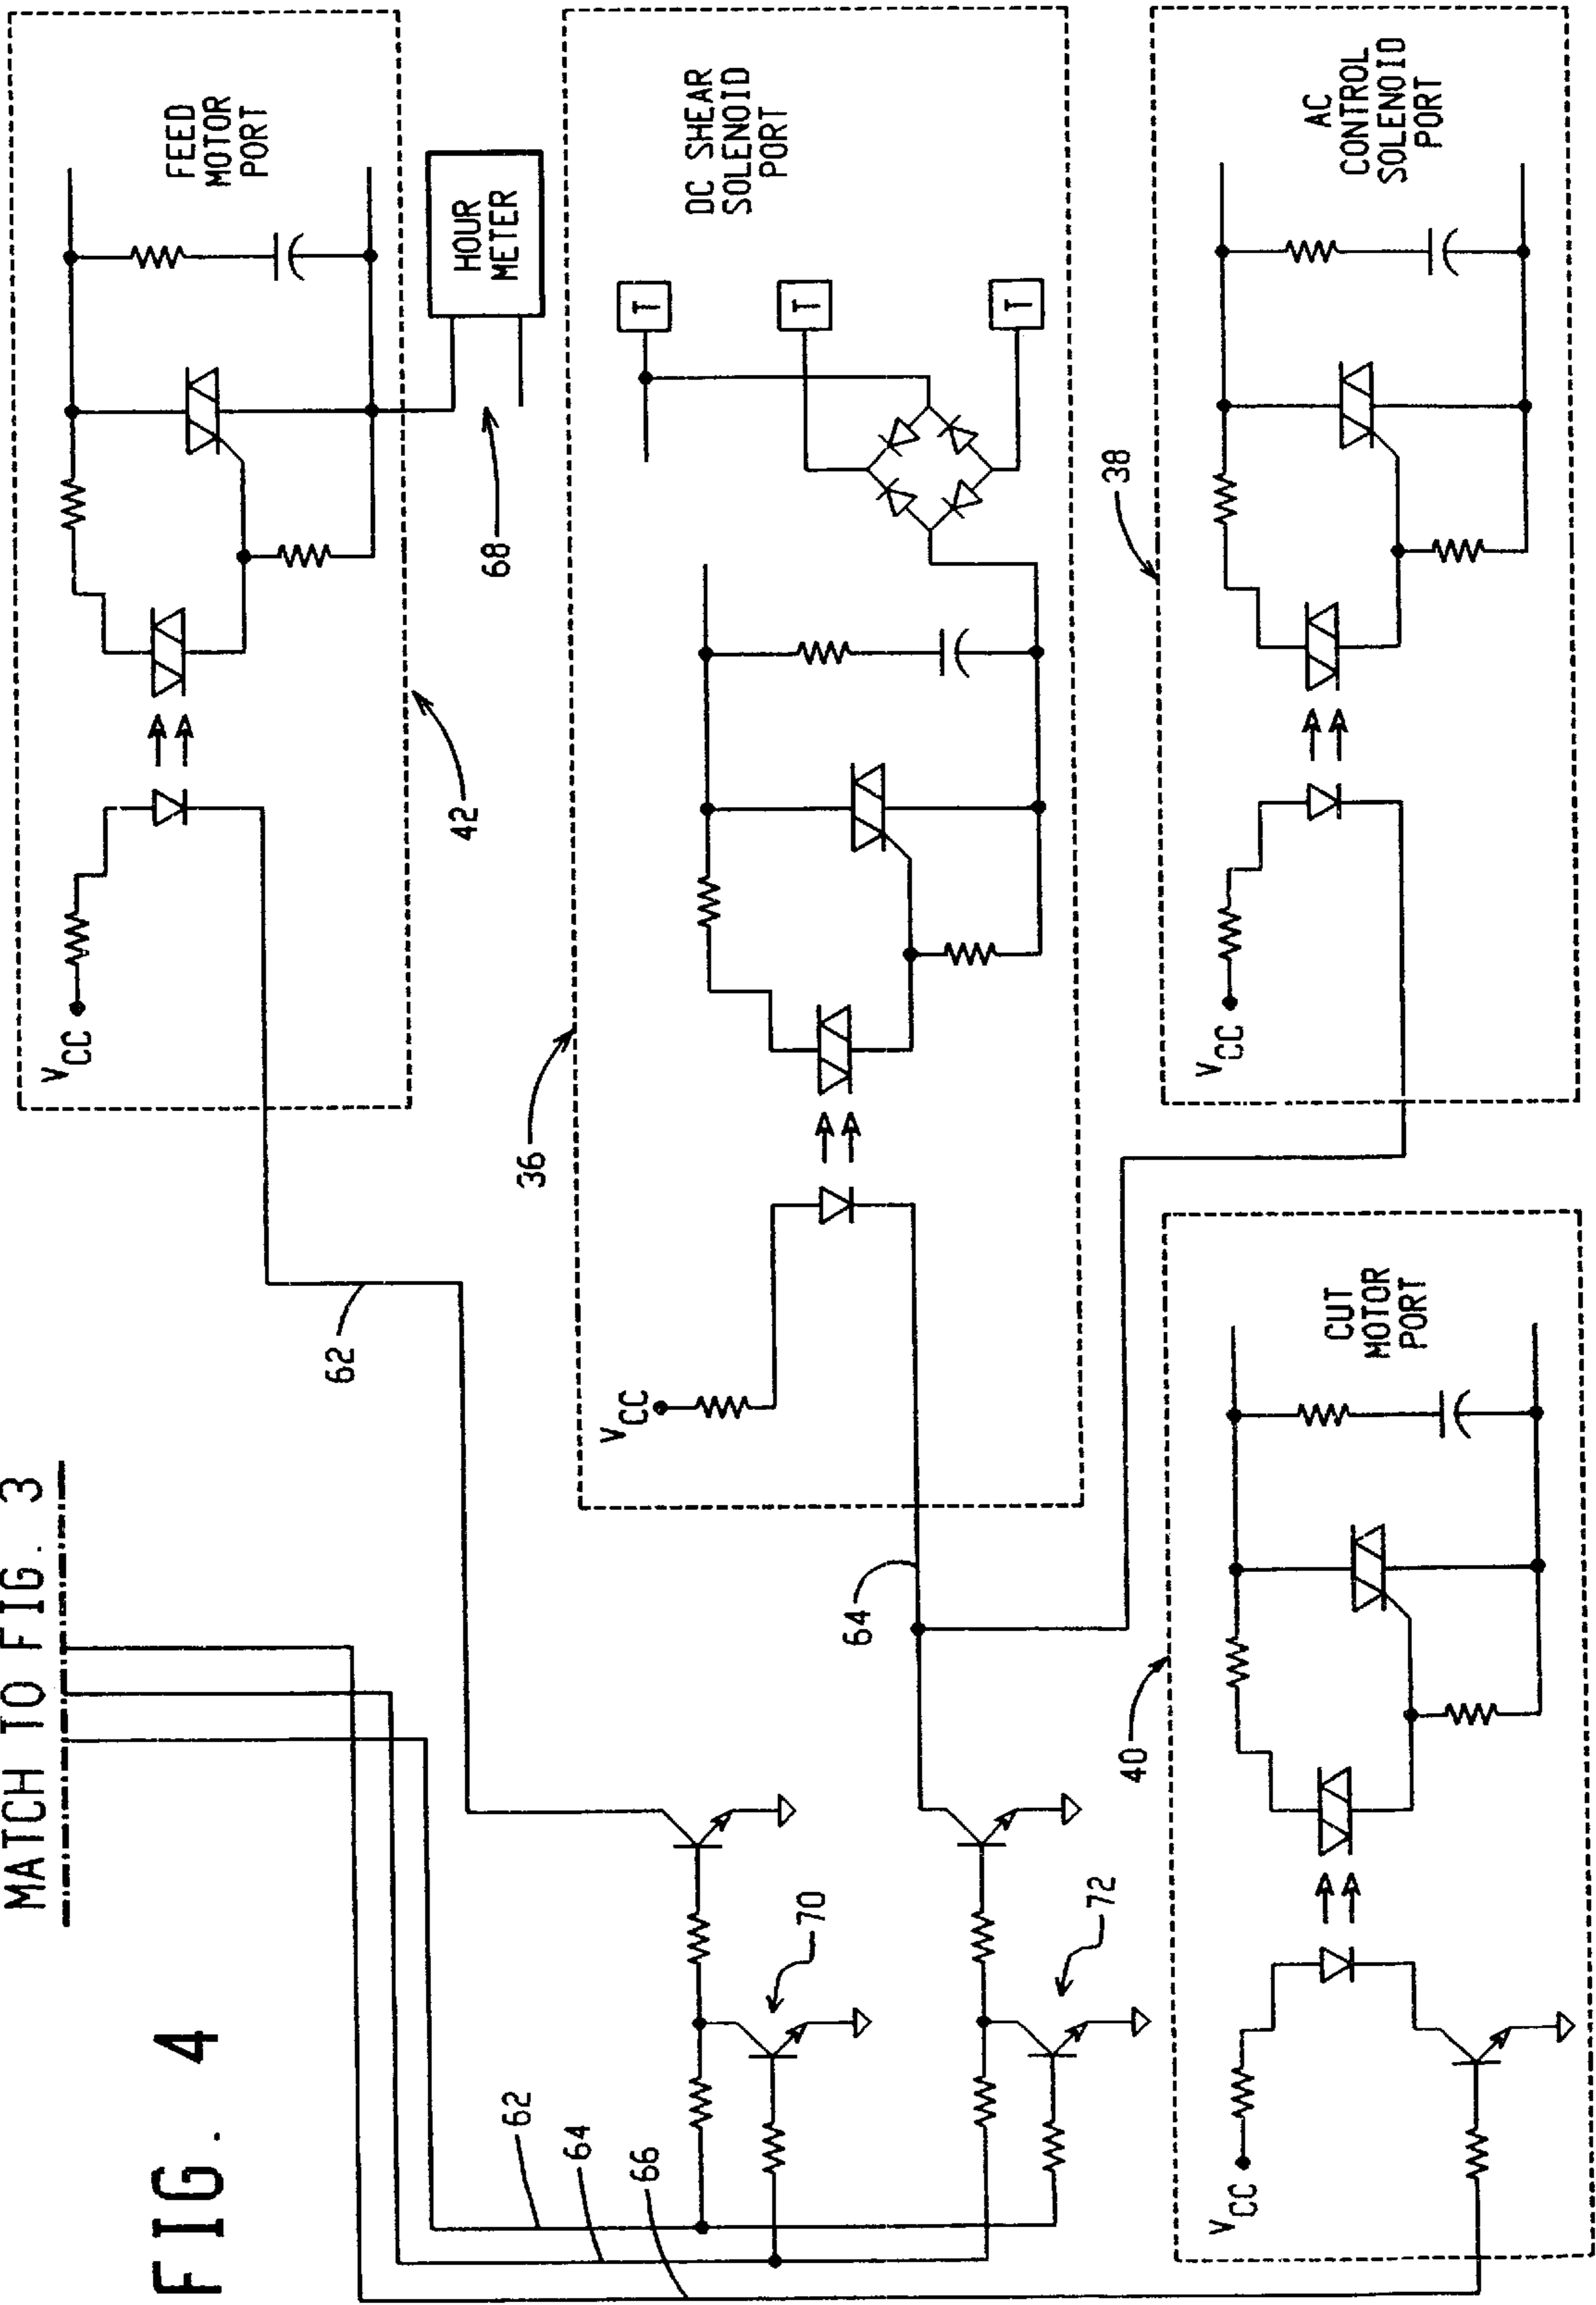 FIG. 4
MATCH TO FIG. 3
62
64
66
70
72
62
64
VCC
FEED
MOTOR
PORT
42
HOUR
METER
68
36
VCC
DC SHEAR
SOLENOID
PORT
T
T
T
38
VCC
AC
CONTROL
SOLENOID
PORT
40
VCC
CUT
MOTOR
PORT